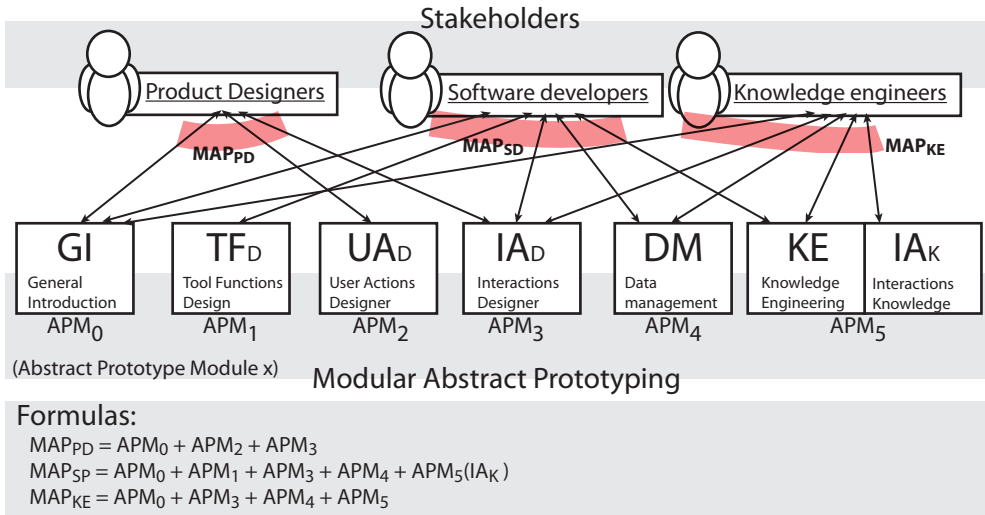 Stakeholders
Product Designers
Software developers
Knowledge engineers
MAPPD
MAPSD
MAPKE
GI
General
Introduction
APM0
TFD
Tool Functions
Design
APM1
UAD
User Actions
Designer
APM2
IAD
Interactions
Designer
APM3
DM
Data
management
APM4
KE
Knowledge
Engineering
IAK
Interactions
Knowledge
APM5
(Abstract Prototype Module x)
Modular Abstract Prototyping
Formulas:
MAPPD = APM0 + APM2 + APM3
MAPSP = APM0 + APM1 + APM3 + APM4 + APM5(IAK )
MAPKE = APM0 + APM3 + APM4 + APM5